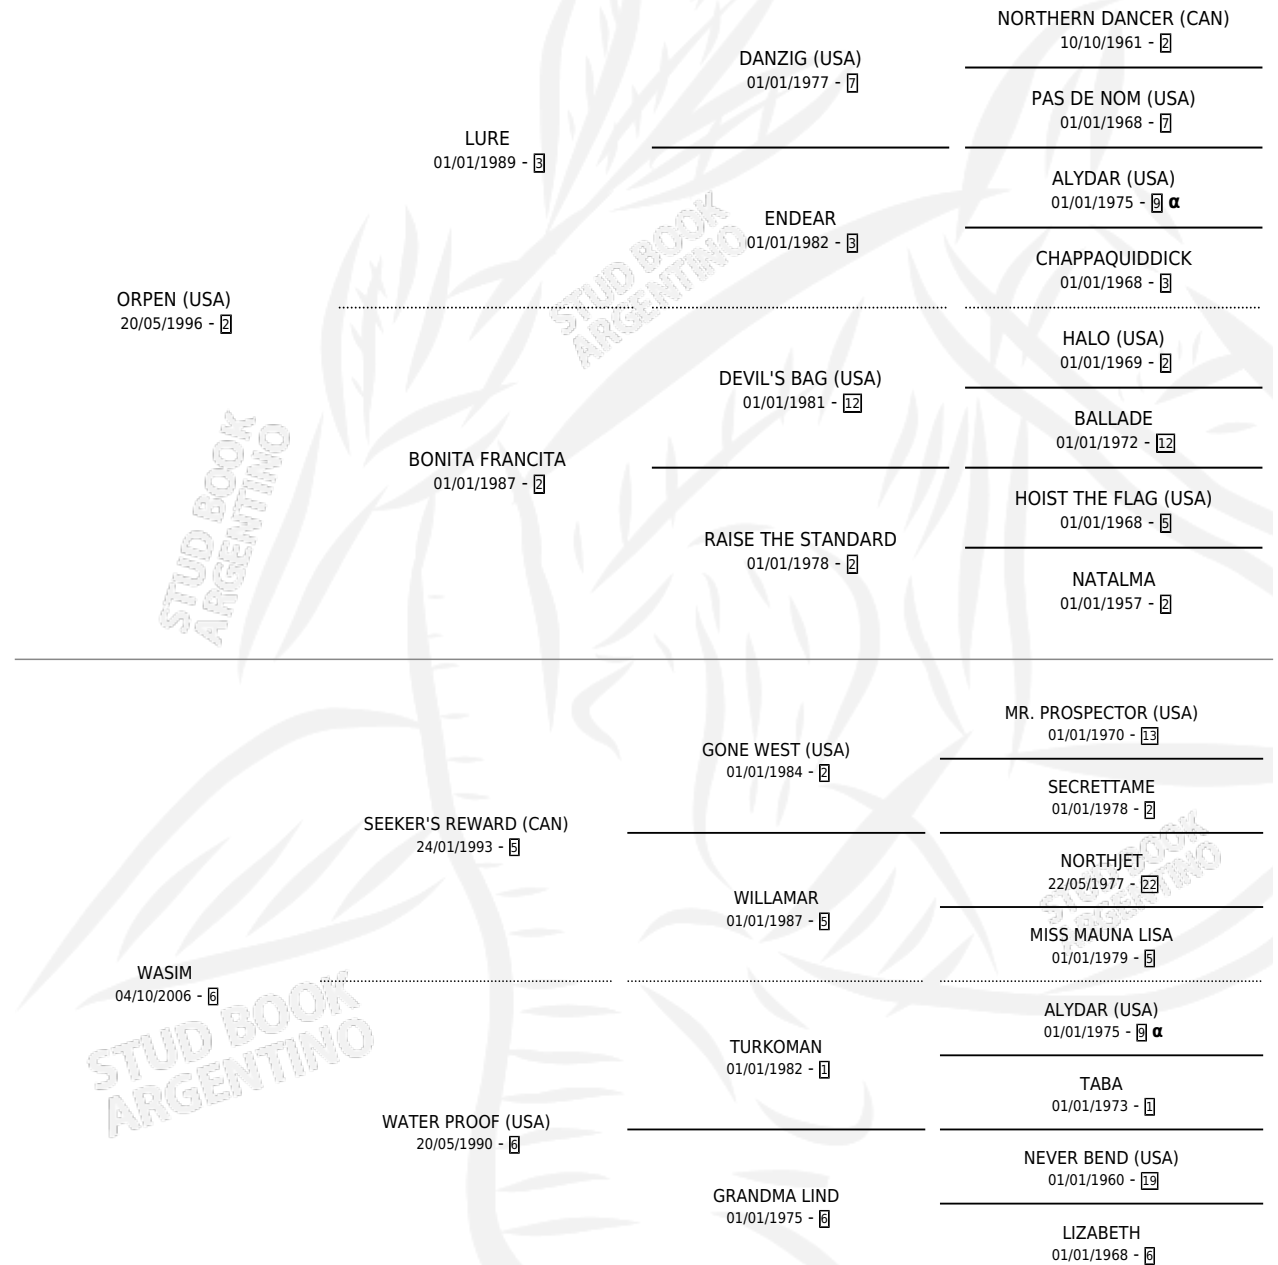 ORPEN (USA)
20/05/1996 - 2
LURE
01/01/1989 - 3
BONITA FRANCITA
01/01/1987 - 2
DANZIG (USA)
01/01/1977 - 7
ENDEAR
01/01/1982 - 3
DEVIL'S BAG (USA)
01/01/1981 - 12
RAISE THE STANDARD
01/01/1978 - 2
NORTHERN DANCER (CAN)
10/10/1961 - 2
PAS DE NOM (USA)
01/01/1968 - 7
ALYDAR (USA)
01/01/1975 - 9 α
CHAPPAQUIDDICK
01/01/1968 - 3
HALO (USA)
01/01/1969 - 2
BALLADE
01/01/1972 - 12
HOIST THE FLAG (USA)
01/01/1968 - 5
NATALMA
01/01/1957 - 2
WASIM
04/10/2006 - 6
SEEKER'S REWARD (CAN)
24/01/1993 - 5
WATER PROOF (USA)
20/05/1990 - 6
GONE WEST (USA)
01/01/1984 - 2
WILLAMAR
01/01/1987 - 5
TURKOMAN
01/01/1982 - 1
GRANDMA LIND
01/01/1975 - 6
MR. PROSPECTOR (USA)
01/01/1970 - 13
SECRETTAME
01/01/1978 - 2
NORTHJET
22/05/1977 - 22
MISS MAUNA LISA
01/01/1979 - 5
ALYDAR (USA)
01/01/1975 - 9 α
TABA
01/01/1973 - 1
NEVER BEND (USA)
01/01/1960 - 19
LIZABETH
01/01/1968 - 6
STUD BOOK
ARGENTINO
STUD BOOK
ARGENTINO
STUD BOOK
ARGENTINO
STUD BOOK
ARGENTINO